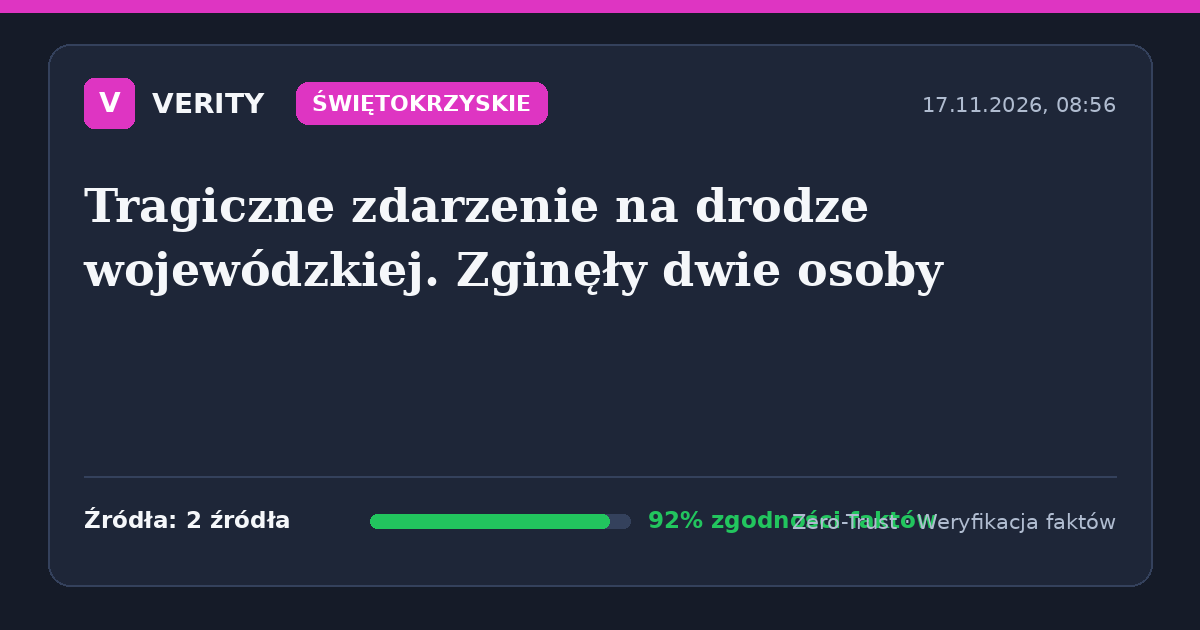 V VERITY ŚWIĘTOKRZYSKIE 17.11.2026, 08:56
Tragiczne zdarzenie na drodze
wojewódzkiej. Zginęły dwie osoby
Źródła: 2 źródła 92% zgodności faktów Zero-Trust · Weryfikacja faktów